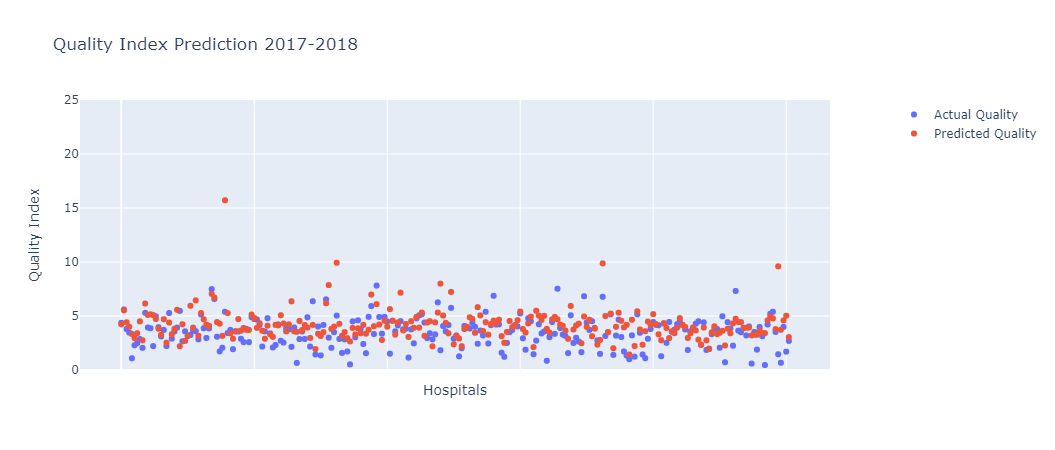 Quality Index Prediction 2017-2018
25
20
15
10
5
0
Quality Index
Hospitals
Actual Quality
Predicted Quality